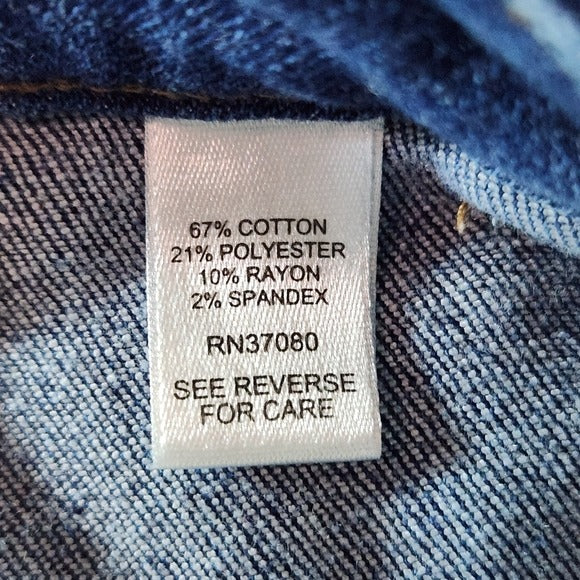 67% COTTON
21% POLYESTER
10% RAYON
2% SPANDEX
RN37080
SEE REVERSE
FOR CARE